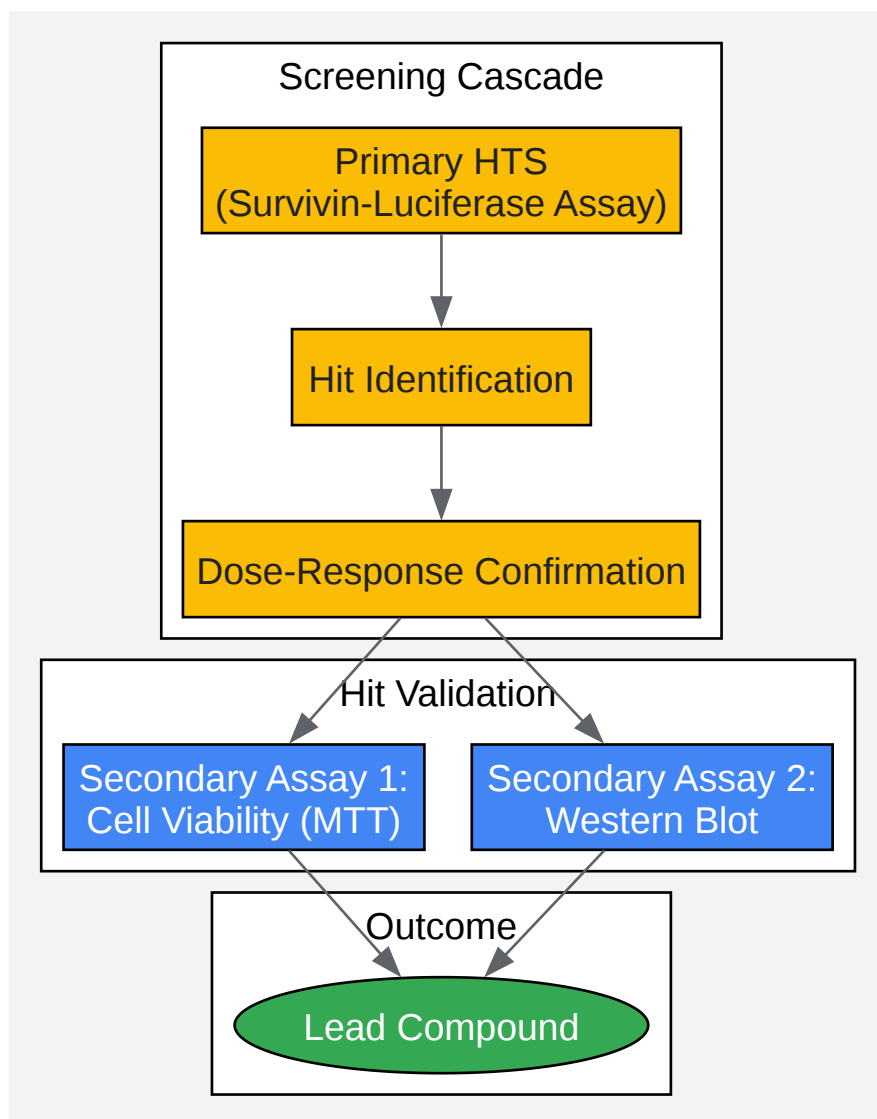 Screening Cascade
Primary HTS
(Survivin-Luciferase Assay)
Hit Identification
Dose-Response Confirmation
Hit Validation
Secondary Assay 1:
Cell Viability (MTT)
Secondary Assay 2:
Western Blot
Outcome
Lead Compound